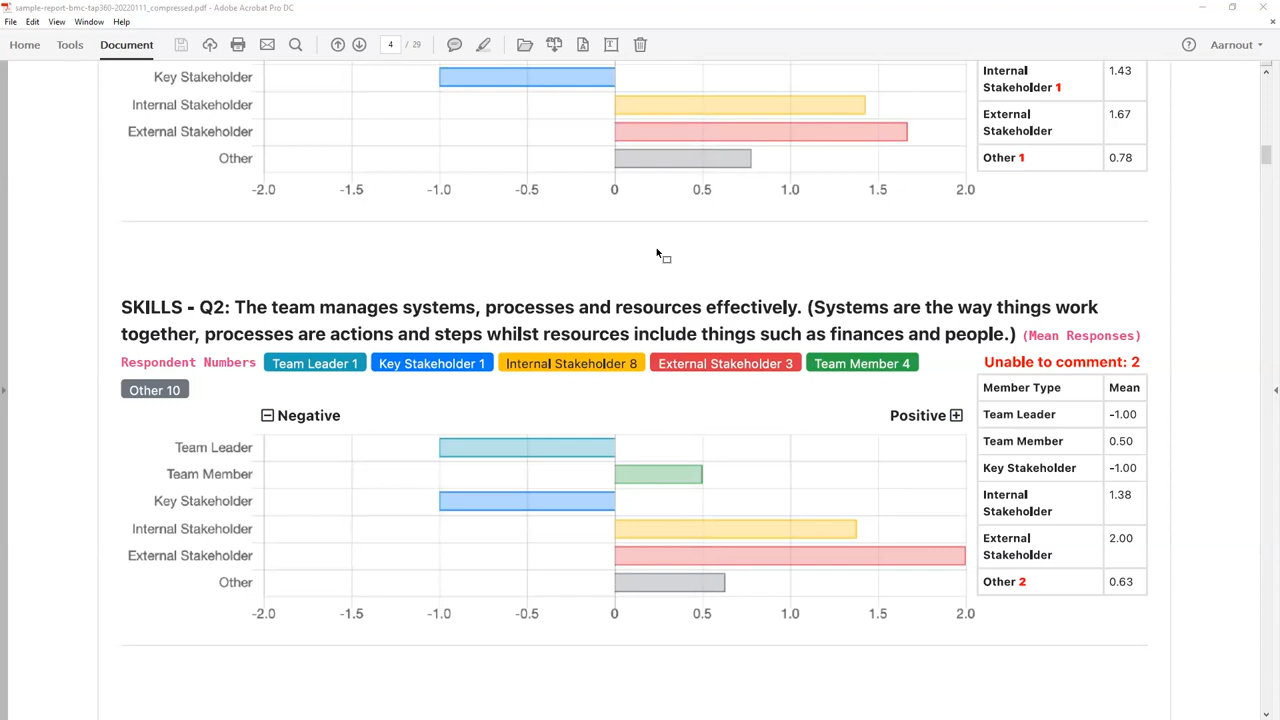 sample-report-bmc-tap360-20220111_compressed.pdf - Adobe Acrobat Pro DC
File Edit View Window Help
Home Tools Document 4 / 29 Aarnout
Key Stakeholder
Internal Stakeholder
External Stakeholder
Other
-2.0 -1.5 -1.0 -0.5 0 0.5 1.0 1.5 2.0
Internal
Stakeholder 1 1.43
External
Stakeholder 1.67
Other 1 0.78
SKILLS - Q2: The team manages systems, processes and resources effectively. (Systems are the way things work
together, processes are actions and steps whilst resources include things such as finances and people.) (Mean Responses)
Respondent Numbers Team Leader 1 Key Stakeholder 1 Internal Stakeholder 8 External Stakeholder 3 Team Member 4
Other 10
Unable to comment: 2
Negative Positive
Team Leader
Team Member
Key Stakeholder
Internal Stakeholder
External Stakeholder
Other
-2.0 -1.5 -1.0 -0.5 0 0.5 1.0 1.5 2.0
Member Type Mean
Team Leader -1.00
Team Member 0.50
Key Stakeholder -1.00
Internal
Stakeholder 1.38
External
Stakeholder 2.00
Other 2 0.63